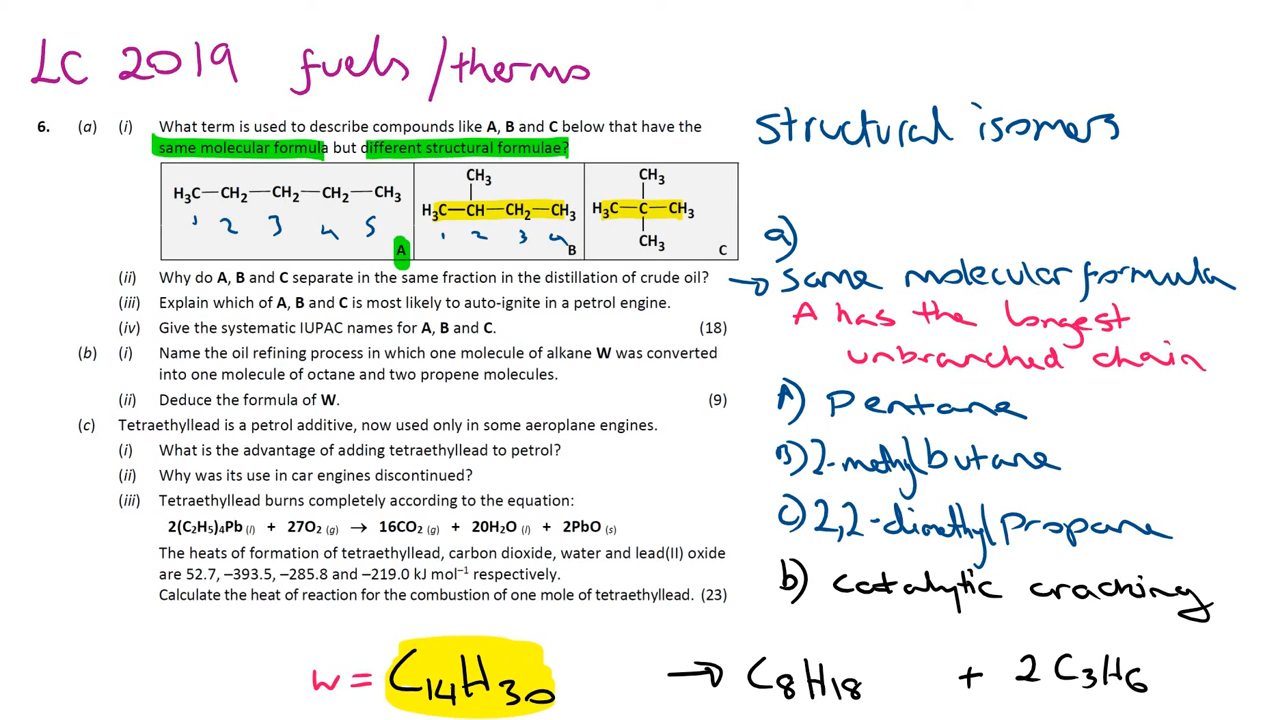 LC 2019 fuels/thermo
6. (a) (i) What term is used to describe compounds like A, B and C below that have the
same molecular formula but different structural formulae?
H₃C—CH₂—CH₂—CH₂—CH₃
1 2 3 4 5
A
CH₃
H₃C—CH—CH₂—CH₃
1 2 3 4
B
CH₃
H₃C—C—CH₃
CH₃
C
(ii) Why do A, B and C separate in the same fraction in the distillation of crude oil?
(iii) Explain which of A, B and C is most likely to auto-ignite in a petrol engine.
(iv) Give the systematic IUPAC names for A, B and C. (18)
(b) (i) Name the oil refining process in which one molecule of alkane W was converted
into one molecule of octane and two propene molecules.
(ii) Deduce the formula of W. (9)
(c) Tetraethyllead is a petrol additive, now used only in some aeroplane engines.
(i) What is the advantage of adding tetraethyllead to petrol?
(ii) Why was its use in car engines discontinued?
(iii) Tetraethyllead burns completely according to the equation:
2(C₂H₅)₄Pb (l) + 27O₂ (g) → 16CO₂ (g) + 20H₂O (l) + 2PbO (s)
The heats of formation of tetraethyllead, carbon dioxide, water and lead(II) oxide
are 52.7, –393.5, –285.8 and –219.0 kJ mol⁻¹ respectively.
Calculate the heat of reaction for the combustion of one mole of tetraethyllead. (23)
structural isomers
a)
→ same molecular formula
A has the longest
unbranched chain
A) Pentane
B) 2-methylbutane
C) 2,2-dimethylpropane
b) catalytic cracking
W = C₁₄H₃₀ → C₈H₁₈ + 2C₃H₆